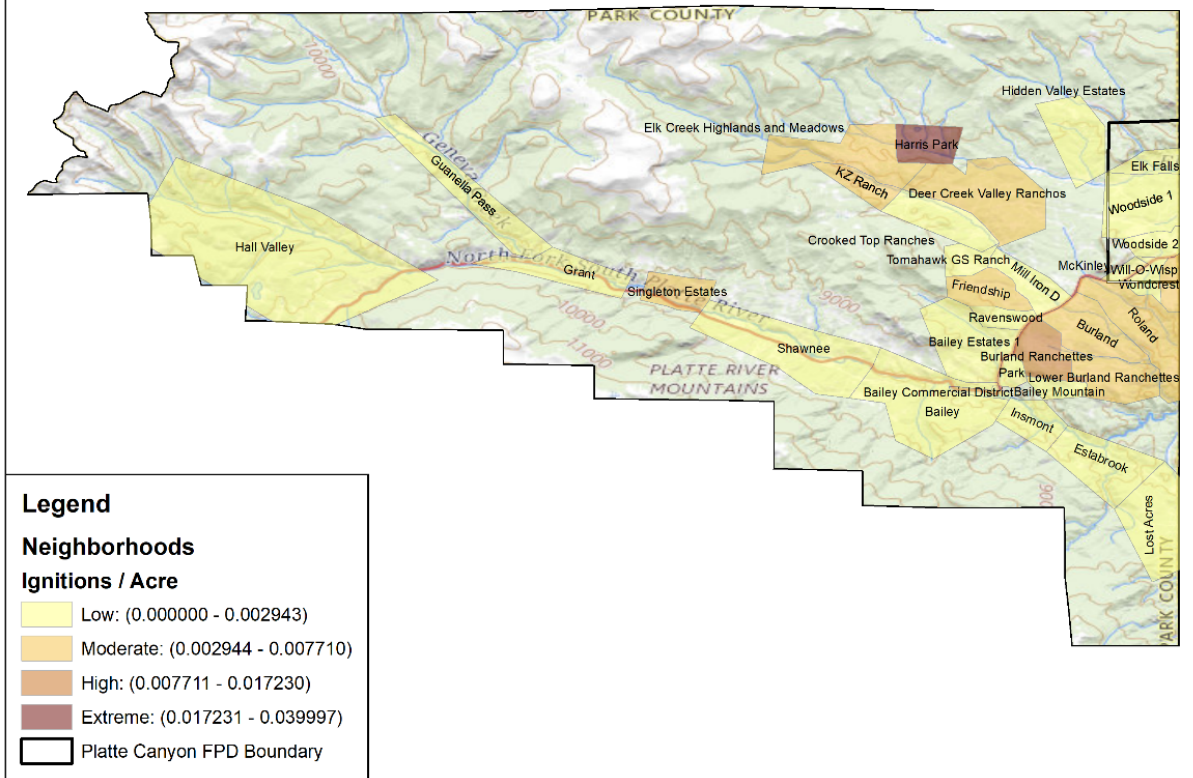 PARK COUNTY
10000
Hidden Valley Estates
Elk Creek Highlands and Meadows
Harris Park
Elk Falls
Guanella Pass
KZ Ranch
Deer Creek Valley Ranchos
Woodside 1
Hall Valley
Crooked Top Ranches
Woodside 2
Tomahawk GS Ranch
McKinley
North Fork South
Grant
Mill Iron D
Will-O-Wisp
Singleton Estates
Friendship
Woodcrest
10000
River
9000
Ravenswood
Burland
Roland
11000
Shawnee
Bailey Estates 1
Burland Ranchettes
PLATTE RIVER
MOUNTAINS
Park
Lower Burland Ranchettes
Bailey Commercial District
Bailey Mountain
Bailey
Insmont
Estabrook
Lost Acres
PARK COUNTY
Legend
Neighborhoods
Ignitions / Acre
Low: (0.000000 - 0.002943)
Moderate: (0.002944 - 0.007710)
High: (0.007711 - 0.017230)
Extreme: (0.017231 - 0.039997)
Platte Canyon FPD Boundary